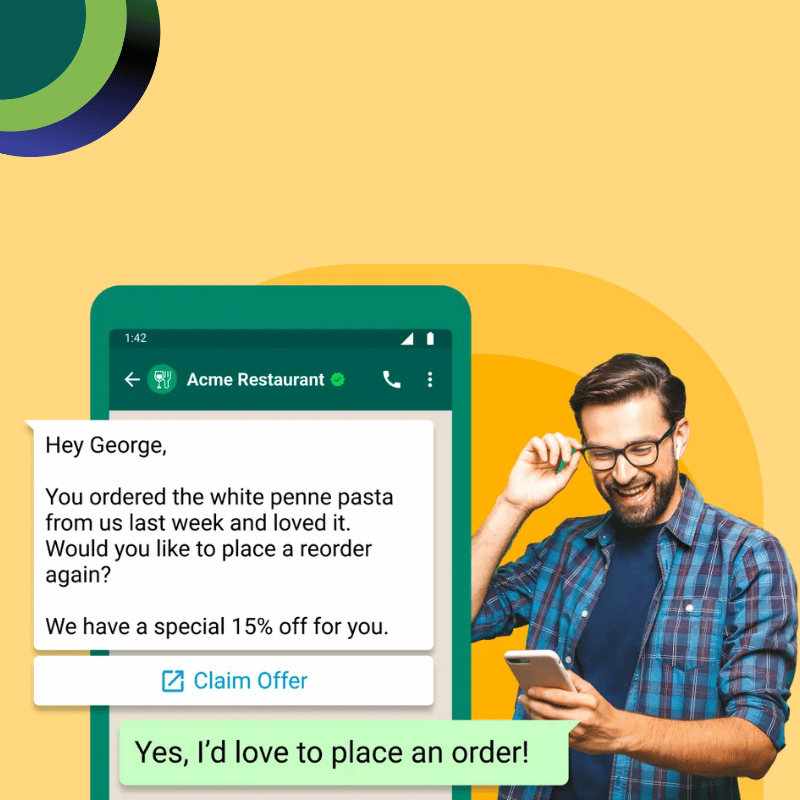 1:42
Acme Restaurant
Hey George,
You ordered the white penne pasta
from us last week and loved it.
Would you like to place a reorder
again?
We have a special 15% off for you.
Claim Offer
Yes, I’d love to place an order!